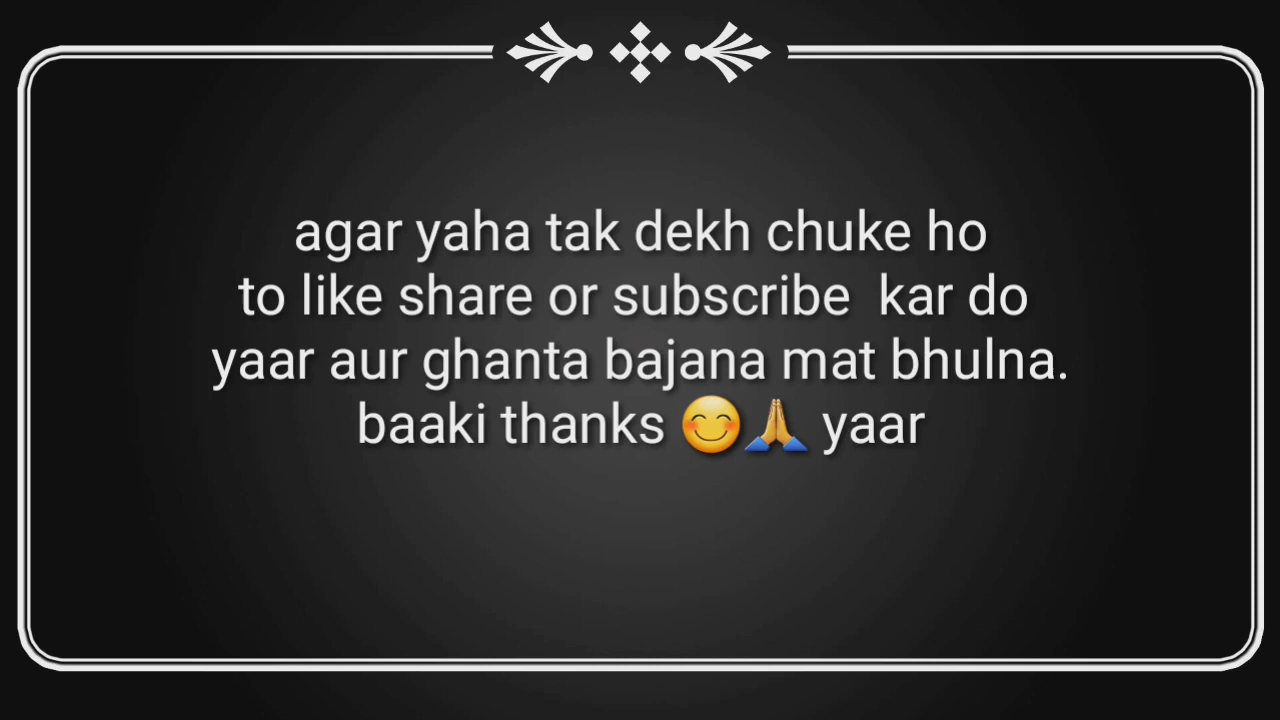 agar yaha tak dekh chuke ho
to like share or subscribe  kar do
yaar aur ghanta bajana mat bhulna.
baaki thanks 😊🙏 yaar